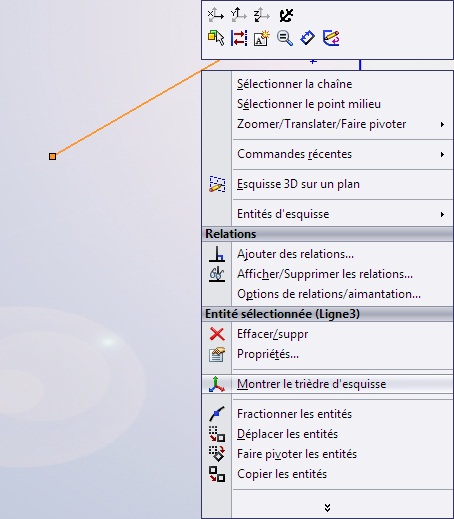 Sélectionner la chaîne
Sélectionner le point milieu
Zoomer/Translater/Faire pivoter
Commandes récentes
Esquisse 3D sur un plan
Entités d'esquisse
Relations
Ajouter des relations...
Afficher/Supprimer les relations...
Options de relations/aimantation...
Entité sélectionnée (Ligne3)
Effacer/suppr
Propriétés...
Montrer le trièdre d'esquisse
Fractionner les entités
Déplacer les entités
Faire pivoter les entités
Copier les entités